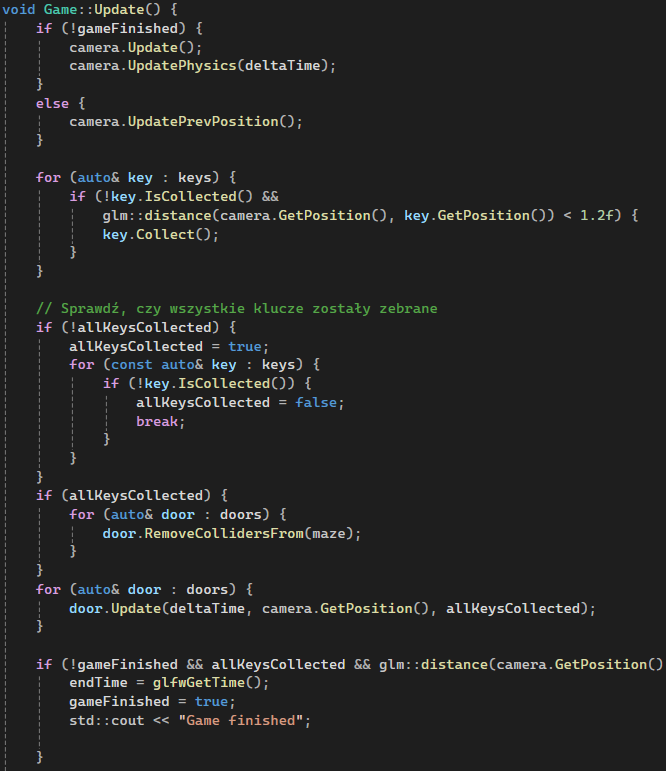 void Game::Update() {
    if (!gameFinished) {
        camera.Update();
        camera.UpdatePhysics(deltaTime);
    }
    else {
        camera.UpdatePrevPosition();
    }

    for (auto& key : keys) {
        if (!key.IsCollected() &&
            glm::distance(camera.GetPosition(), key.GetPosition()) < 1.2f) {
            key.Collect();
        }
    }

    // Sprawdź, czy wszystkie klucze zostały zebrane
    if (!allKeysCollected) {
        allKeysCollected = true;
        for (const auto& key : keys) {
            if (!key.IsCollected()) {
                allKeysCollected = false;
                break;
            }
        }
    }
    if (allKeysCollected) {
        for (auto& door : doors) {
            door.RemoveCollidersFrom(maze);
        }
    }
    for (auto& door : doors) {
        door.Update(deltaTime, camera.GetPosition(), allKeysCollected);
    }

    if (!gameFinished && allKeysCollected && glm::distance(camera.GetPosition()
        endTime = glfwGetTime();
        gameFinished = true;
        std::cout << "Game finished";

    }